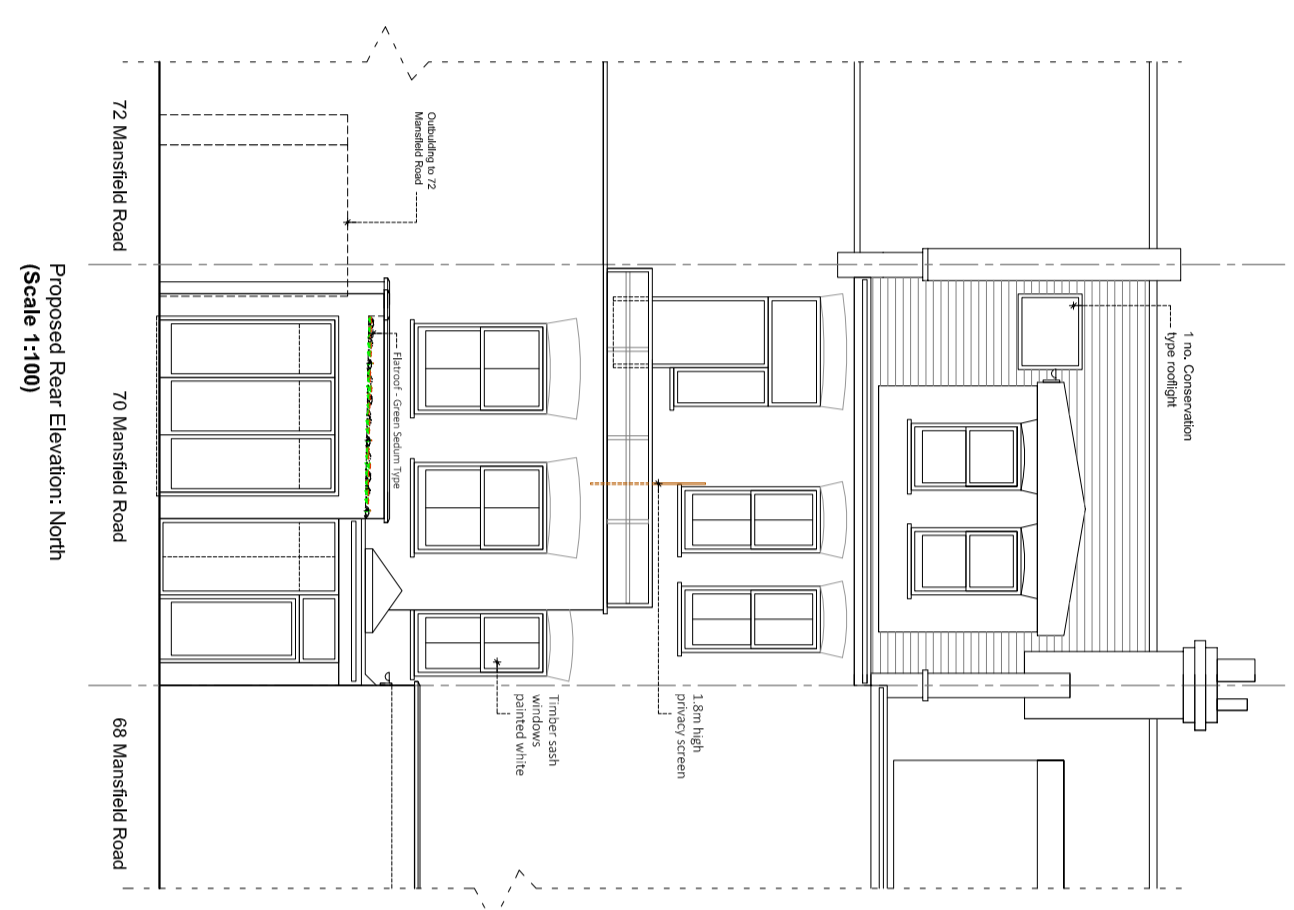 1 no. Conservation
type rooflight
Outbuilding to 72
Mansfield Road
Flatroof - Green Sedum Type
1.8m high
privacy screen
Timber sash
windows
painted white
72 Mansfield Road
70 Mansfield Road
68 Mansfield Road
Proposed Rear Elevation: North
(Scale 1:100)